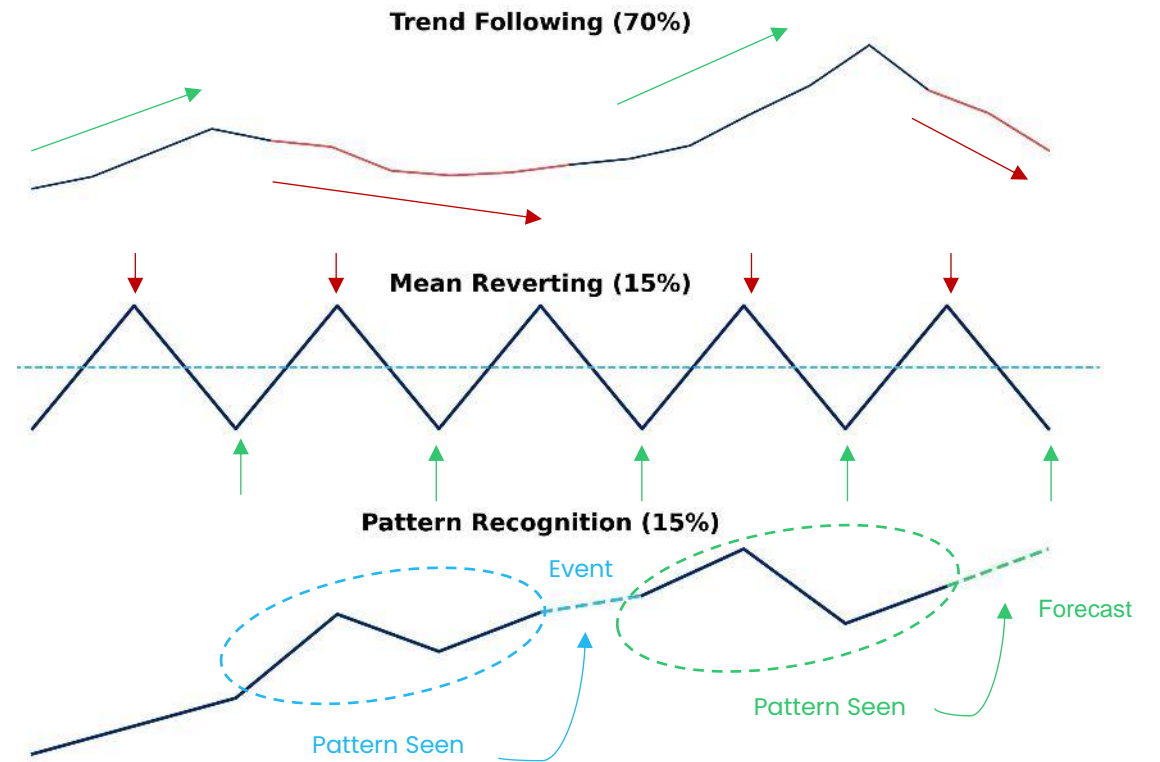 Trend Following (70%)
Mean Reverting (15%)
Pattern Recognition (15%)
Event
Forecast
Pattern Seen
Pattern Seen